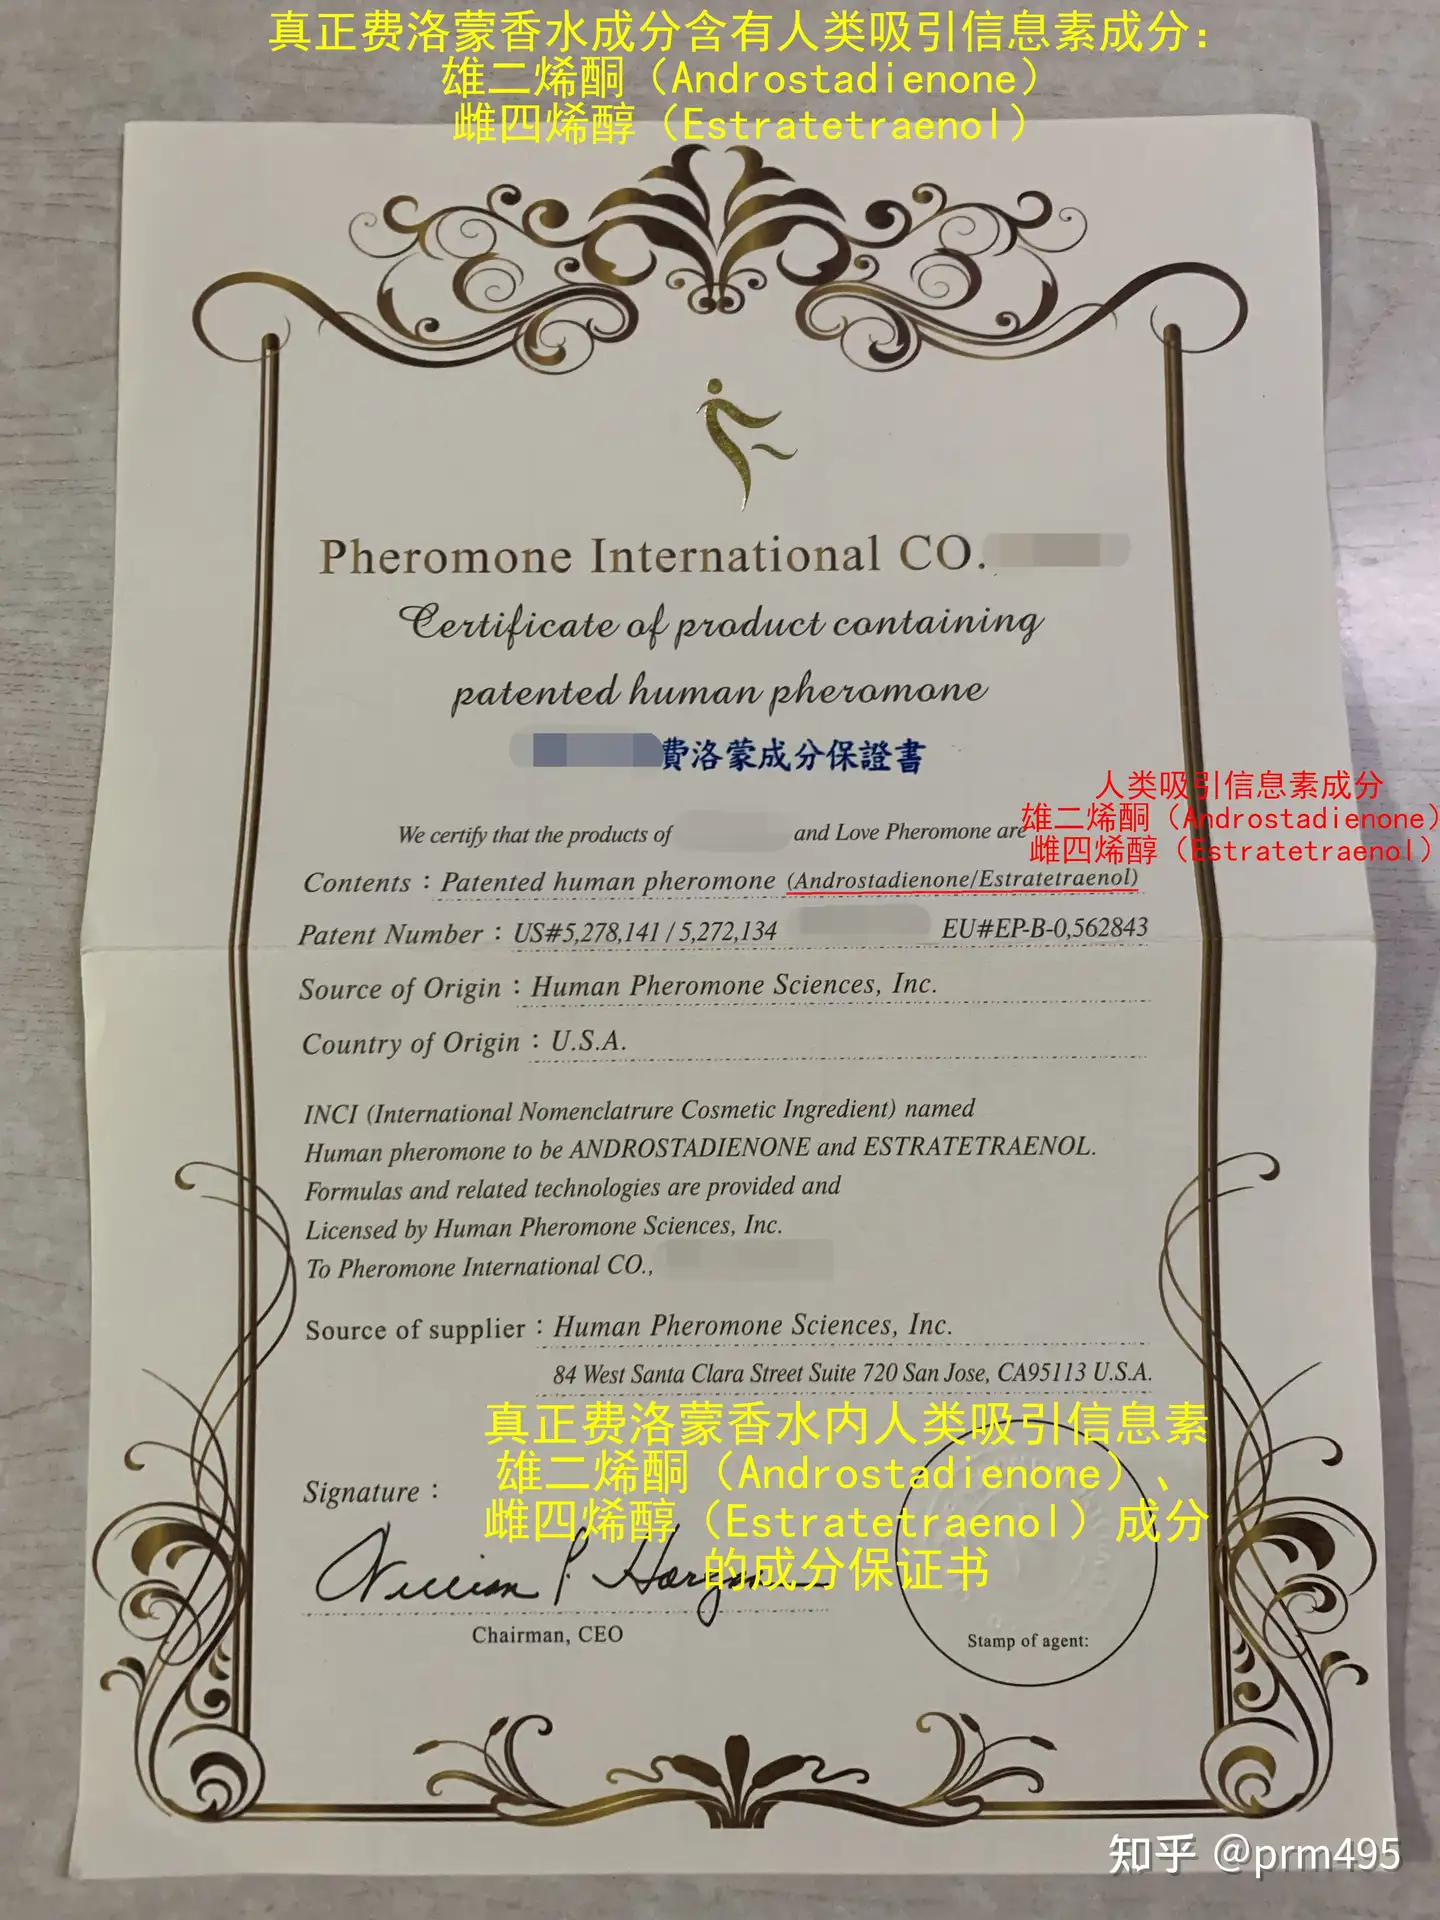 真正费洛蒙香水成分含有人类吸引信息素成分：
雄二烯酮（Androstadienone）
雌四烯醇（Estratetraenol）
Pheromone International CO.
Certificate of product containing
patented human pheromone
費洛蒙成分保證書
人类吸引信息素成分
雄二烯酮（Androstadienone）
雌四烯醇（Estratetraenol）
We certify that the products of and Love Pheromone are
Contents：Patented human pheromone (Androstadienone/Estratetraenol)
Patent Number：US#5,278,141 / 5,272,134 EU#EP-B-0,562843
Source of Origin：Human Pheromone Sciences, Inc.
Country of Origin：U.S.A.
INCI (International Nomenclatrure Cosmetic Ingredient) named
Human pheromone to be ANDROSTADIENONE and ESTRATETRAENOL.
Formulas and related technologies are provided and
Licensed by Human Pheromone Sciences, Inc.
To Pheromone International CO.,
Source of supplier：Human Pheromone Sciences, Inc.
84 West Santa Clara Street Suite 720 San Jose, CA95113 U.S.A.
真正费洛蒙香水内人类吸引信息素
雄二烯酮（Androstadienone）、
雌四烯醇（Estratetraenol）成分
的成分保证书
Signature：
William P.
Chairman, CEO
Stamp of agent:
知乎 @prm495